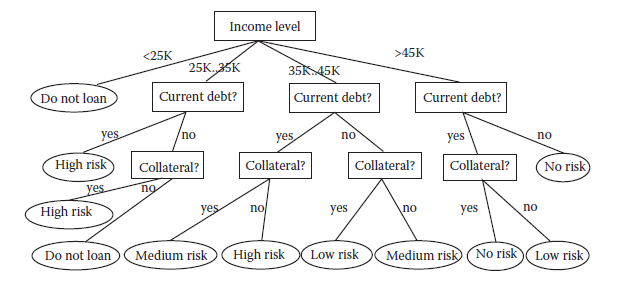 Income level
<25K
25K..35K
35K..45K
>45K
Do not loan
Current debt?
Current debt?
Current debt?
yes
no
yes
no
yes
no
High risk
Collateral?
Collateral?
Collateral?
Collateral?
No risk
yes
no
High risk
yes
no
yes
no
yes
no
Do not loan
Medium risk
High risk
Low risk
Medium risk
No risk
Low risk